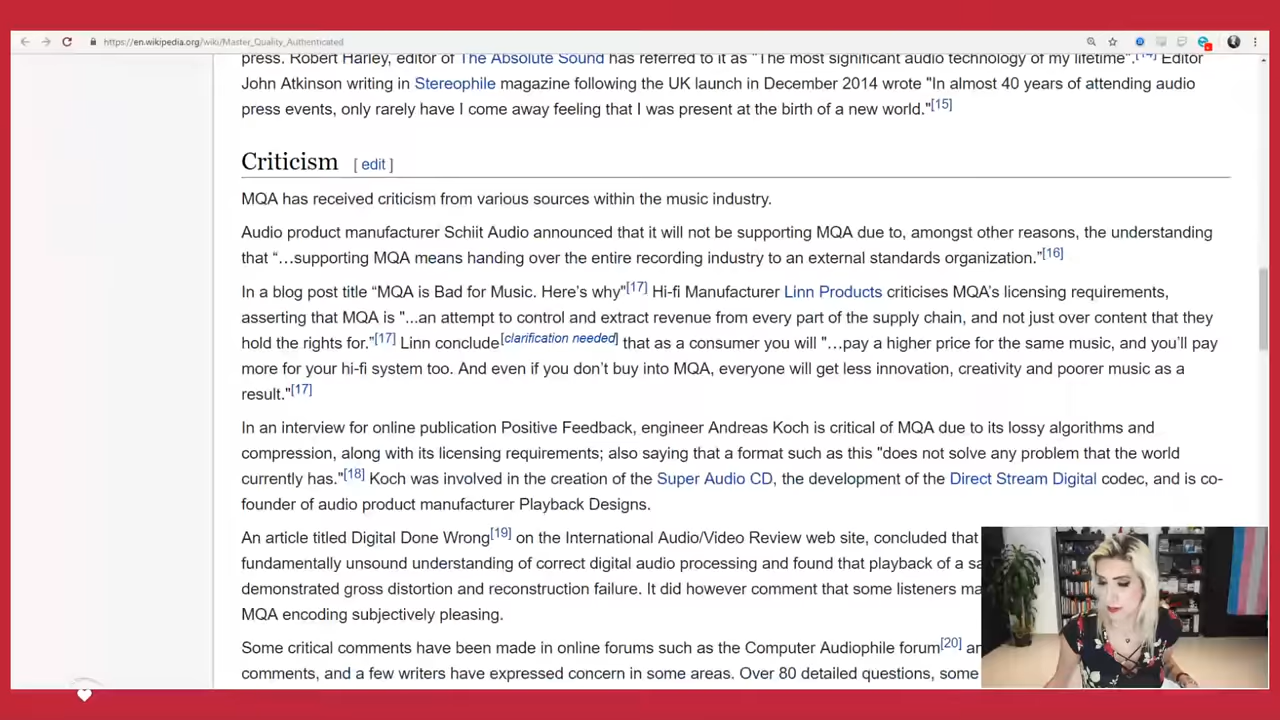 https://en.wikipedia.org/wiki/Master_Quality_Authenticated
press. Robert Harley, editor of The Absolute Sound has referred to it as "The most significant audio technology of my lifetime".[14] Editor
John Atkinson writing in Stereophile magazine following the UK launch in December 2014 wrote "In almost 40 years of attending audio
press events, only rarely have I come away feeling that I was present at the birth of a new world."[15]
Criticism [ edit ]
MQA has received criticism from various sources within the music industry.
Audio product manufacturer Schiit Audio announced that it will not be supporting MQA due to, amongst other reasons, the understanding
that “…supporting MQA means handing over the entire recording industry to an external standards organization.”[16]
In a blog post title “MQA is Bad for Music. Here’s why"[17] Hi-fi Manufacturer Linn Products criticises MQA’s licensing requirements,
asserting that MQA is "...an attempt to control and extract revenue from every part of the supply chain, and not just over content that they
hold the rights for."[17] Linn conclude[clarification needed] that as a consumer you will "…pay a higher price for the same music, and you’ll pay
more for your hi-fi system too. And even if you don’t buy into MQA, everyone will get less innovation, creativity and poorer music as a
result."[17]
In an interview for online publication Positive Feedback, engineer Andreas Koch is critical of MQA due to its lossy algorithms and
compression, along with its licensing requirements; also saying that a format such as this "does not solve any problem that the world
currently has."[18] Koch was involved in the creation of the Super Audio CD, the development of the Direct Stream Digital codec, and is co-
founder of audio product manufacturer Playback Designs.
An article titled Digital Done Wrong[19] on the International Audio/Video Review web site, concluded that
fundamentally unsound understanding of correct digital audio processing and found that playback of a
demonstrated gross distortion and reconstruction failure. It did however comment that some listeners
MQA encoding subjectively pleasing.
Some critical comments have been made in online forums such as the Computer Audiophile forum[20]
comments, and a few writers have expressed concern in some areas. Over 80 detailed questions, some